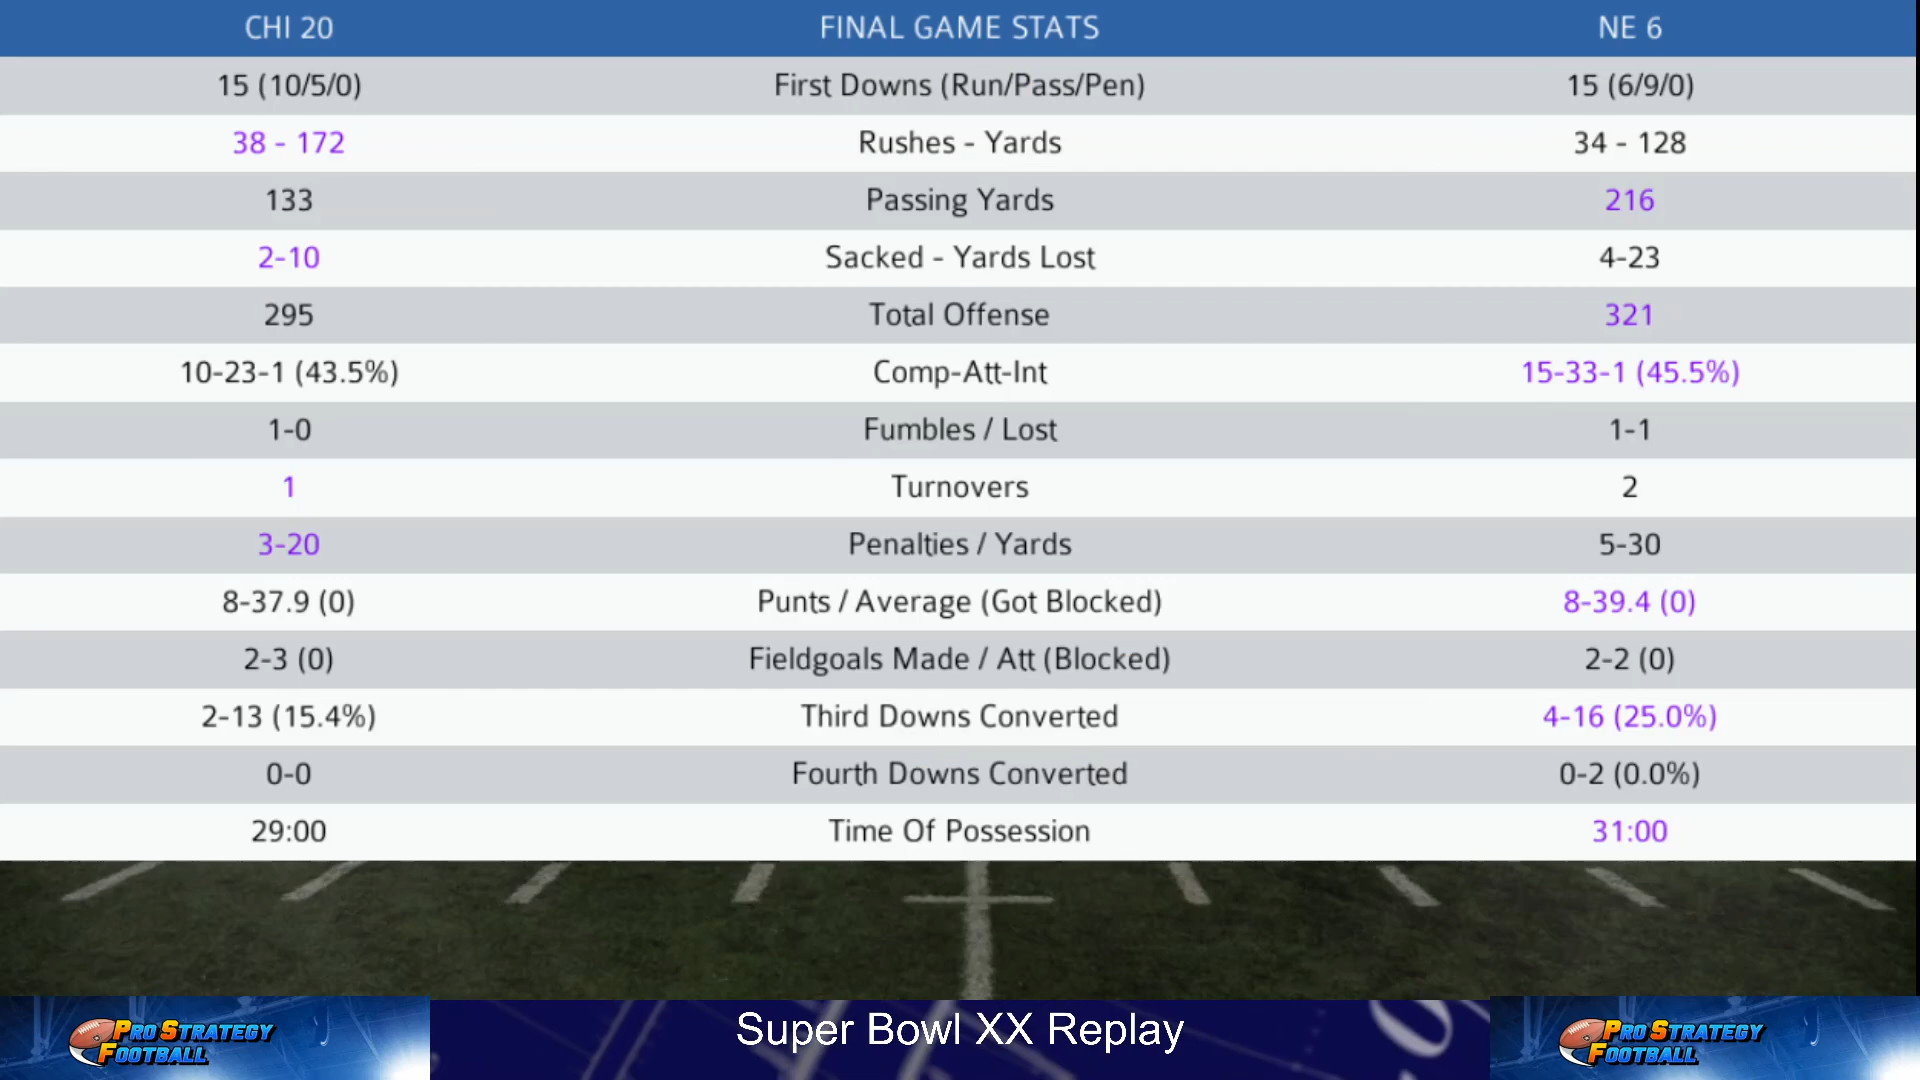 CHI 20 FINAL GAME STATS NE 6
15 (10/5/0) First Downs (Run/Pass/Pen) 15 (6/9/0)
38 - 172 Rushes - Yards 34 - 128
133 Passing Yards 216
2-10 Sacked - Yards Lost 4-23
295 Total Offense 321
10-23-1 (43.5%) Comp-Att-Int 15-33-1 (45.5%)
1-0 Fumbles / Lost 1-1
1 Turnovers 2
3-20 Penalties / Yards 5-30
8-37.9 (0) Punts / Average (Got Blocked) 8-39.4 (0)
2-3 (0) Fieldgoals Made / Att (Blocked) 2-2 (0)
2-13 (15.4%) Third Downs Converted 4-16 (25.0%)
0-0 Fourth Downs Converted 0-2 (0.0%)
29:00 Time Of Possession 31:00
PRO STRATEGY
FOOTBALL
Super Bowl XX Replay
PRO STRATEGY
FOOTBALL